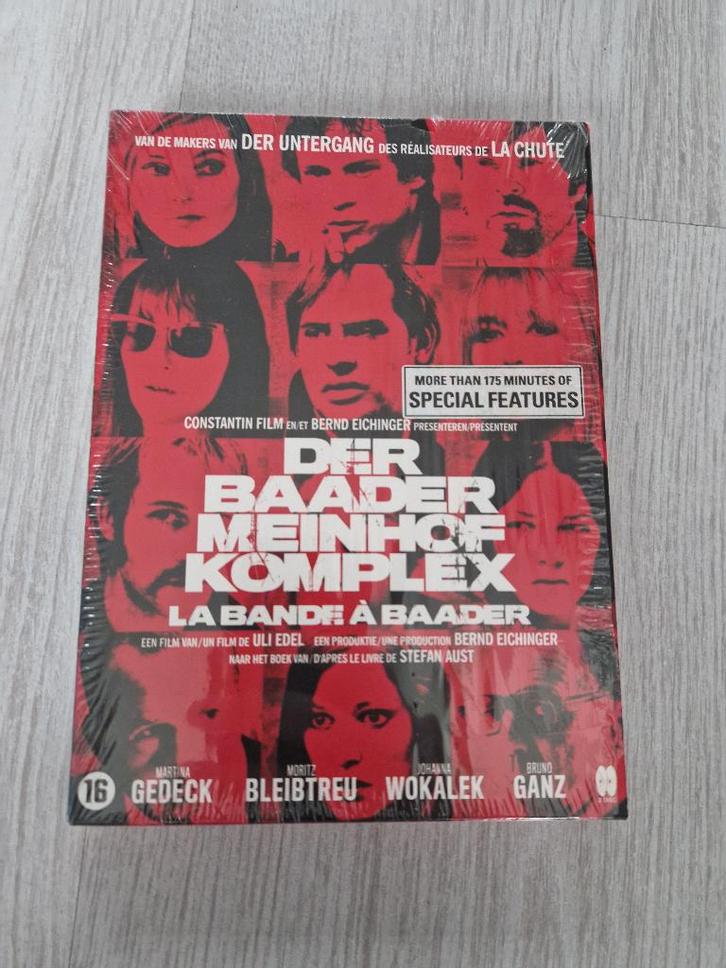 VAN DE MAKERS VAN DER UNTERGANG DES RÉALISATEURS DE LA CHUTE
MORE THAN 175 MINUTES OF
SPECIAL FEATURES
CONSTANTIN FILM EN/ET BERND EICHINGER PRESENTEREN/PRÉSENTENT
DER
BAADER
MEINHOF
KOMPLEX
LA BANDE À BAADER
EEN FILM VAN/UN FILM DE ULI EDEL EEN PRODUKTIE/UNE PRODUCTION BERND EICHINGER
NAAR HET BOEK VAN/D'APRES LE LIVRE DE STEFAN AUST
16
MARTINA GEDECK
MORITZ BLEIBTREU
JOHANNA WOKALEK
BRUNO GANZ
2 DISC